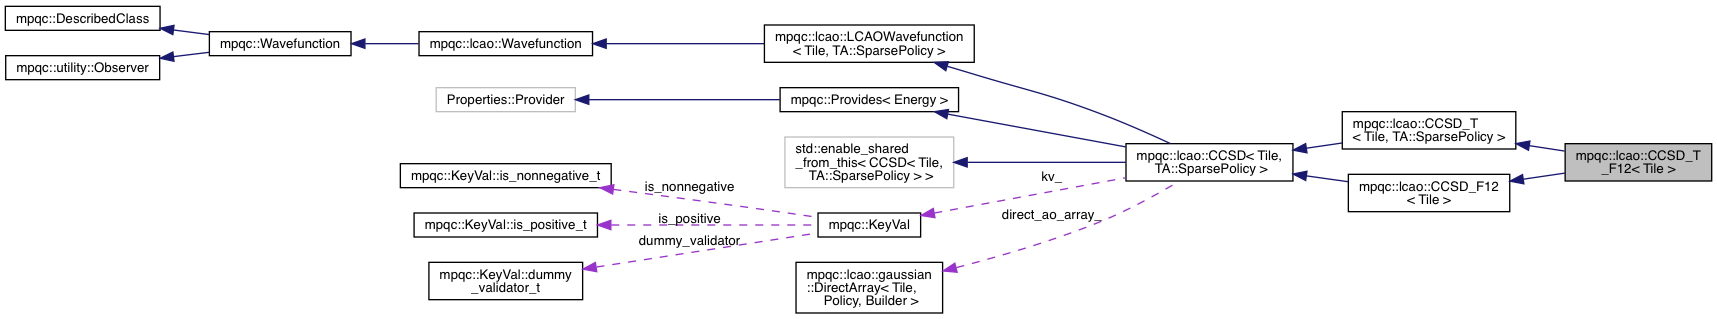 mpqc::DescribedClass
mpqc::utility::Observer
mpqc::Wavefunction
mpqc::lcao::Wavefunction
mpqc::lcao::LCAOWavefunction
< Tile, TA::SparsePolicy >
Properties::Provider
mpqc::Provides< Energy >
std::enable_shared
_from_this< CCSD< Tile,
TA::SparsePolicy > >
mpqc::KeyVal::is_nonnegative_t
mpqc::KeyVal::is_positive_t
mpqc::KeyVal::dummy
_validator_t
is_nonnegative
is_positive
dummy_validator
mpqc::KeyVal
kv_
direct_ao_array_
mpqc::lcao::gaussian
::DirectArray< Tile,
Policy, Builder >
mpqc::lcao::CCSD< Tile,
TA::SparsePolicy >
mpqc::lcao::CCSD_T
< Tile, TA::SparsePolicy >
mpqc::lcao::CCSD_F12
< Tile >
mpqc::lcao::CCSD_T
_F12< Tile >